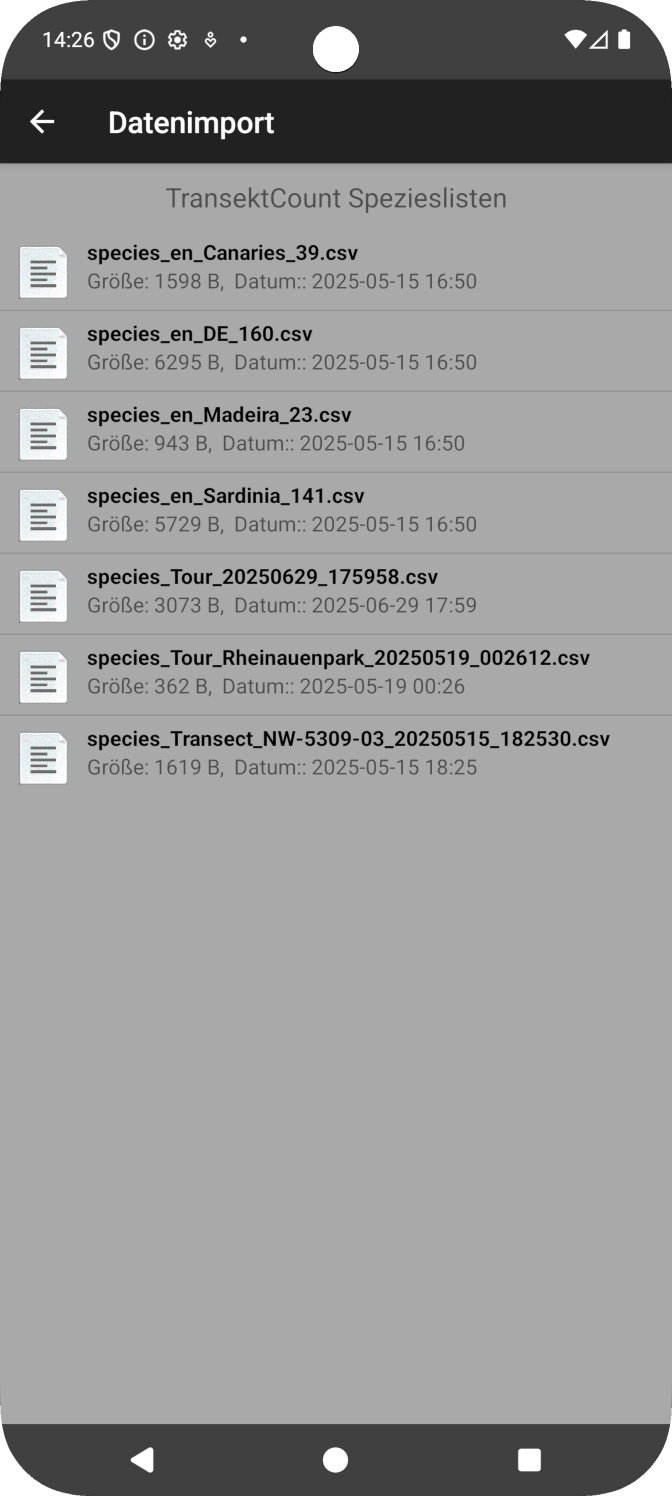 14:26
Datenimport
TransektCount Spezieslisten
species_en_Canaries_39.csv
Größe: 1598 B, Datum:: 2025-05-15 16:50
species_en_DE_160.csv
Größe: 6295 B, Datum:: 2025-05-15 16:50
species_en_Madeira_23.csv
Größe: 943 B, Datum:: 2025-05-15 16:50
species_en_Sardinia_141.csv
Größe: 5729 B, Datum:: 2025-05-15 16:50
species_Tour_20250629_175958.csv
Größe: 3073 B, Datum:: 2025-06-29 17:59
species_Tour_Rheinauenpark_20250519_002612.csv
Größe: 362 B, Datum:: 2025-05-19 00:26
species_Transect_NW-5309-03_20250515_182530.csv
Größe: 1619 B, Datum:: 2025-05-15 18:25